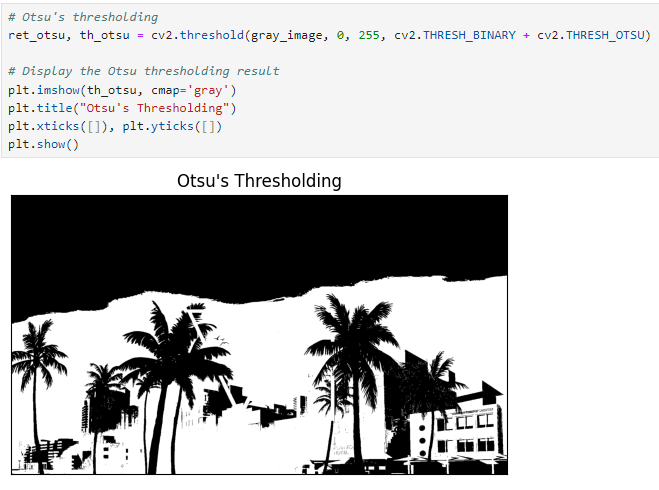 # Otsu's thresholding
ret_otsu, th_otsu = cv2.threshold(gray_image, 0, 255, cv2.THRESH_BINARY + cv2.THRESH_OTSU)
# Display the Otsu thresholding result
plt.imshow(th_otsu, cmap='gray')
plt.title("Otsu's Thresholding")
plt.xticks([]), plt.yticks([])
plt.show()
Otsu's Thresholding